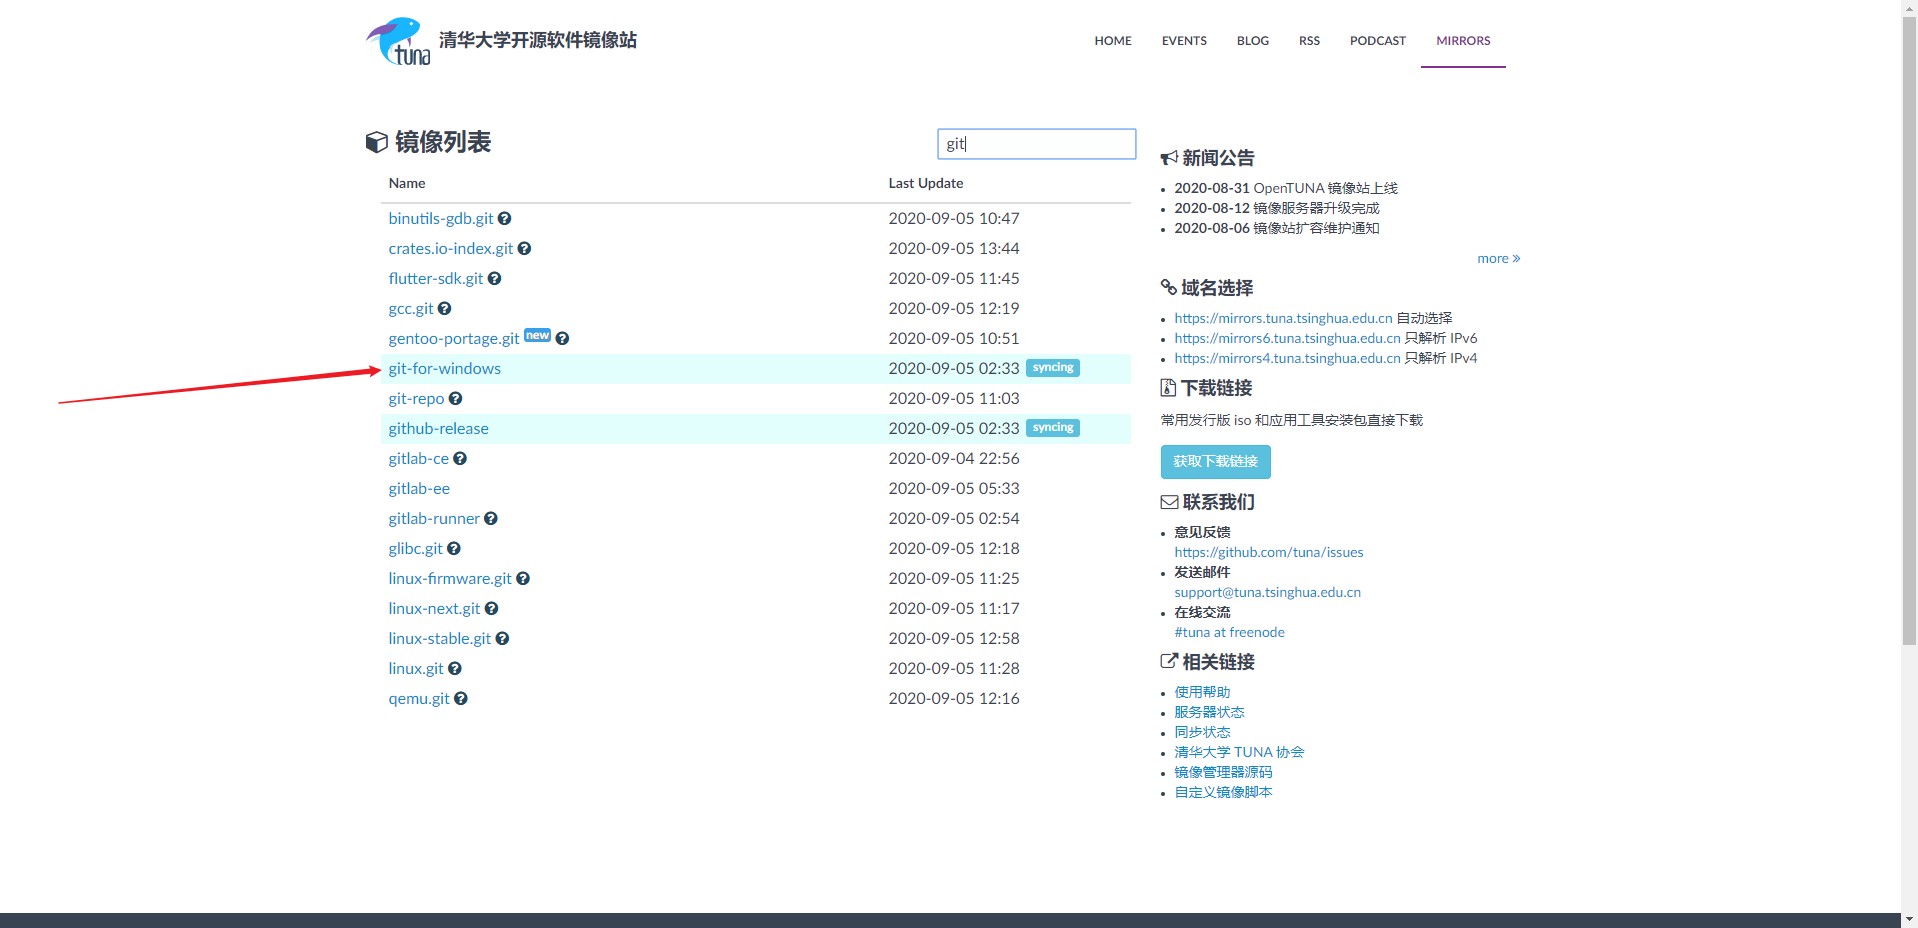 tuna
清华大学开源软件镜像站
HOME EVENTS BLOG RSS PODCAST MIRRORS
镜像列表
git
Name Last Update
binutils-gdb.git 2020-09-05 10:47
crates.io-index.git 2020-09-05 13:44
flutter-sdk.git 2020-09-05 11:45
gcc.git 2020-09-05 12:19
gentoo-portage.git new 2020-09-05 10:51
git-for-windows 2020-09-05 02:33 syncing
git-repo 2020-09-05 11:03
github-release 2020-09-05 02:33 syncing
gitlab-ce 2020-09-04 22:56
gitlab-ee 2020-09-05 05:33
gitlab-runner 2020-09-05 02:54
glibc.git 2020-09-05 12:18
linux-firmware.git 2020-09-05 11:25
linux-next.git 2020-09-05 11:17
linux-stable.git 2020-09-05 12:58
linux.git 2020-09-05 11:28
qemu.git 2020-09-05 12:16
新闻公告
2020-08-31 OpenTUNA 镜像站上线
2020-08-12 镜像服务器升级完成
2020-08-06 镜像站扩容维护通知
more »
域名选择
https://mirrors.tuna.tsinghua.edu.cn 自动选择
https://mirrors6.tuna.tsinghua.edu.cn 只解析 IPv6
https://mirrors4.tuna.tsinghua.edu.cn 只解析 IPv4
下载链接
常用发行版 iso 和应用工具安装包直接下载
获取下载链接
联系我们
意见反馈
https://github.com/tuna/issues
发送邮件
support@tuna.tsinghua.edu.cn
在线交流
#tuna at freenode
相关链接
使用帮助
服务器状态
同步状态
清华大学 TUNA 协会
镜像管理器源码
自定义镜像脚本